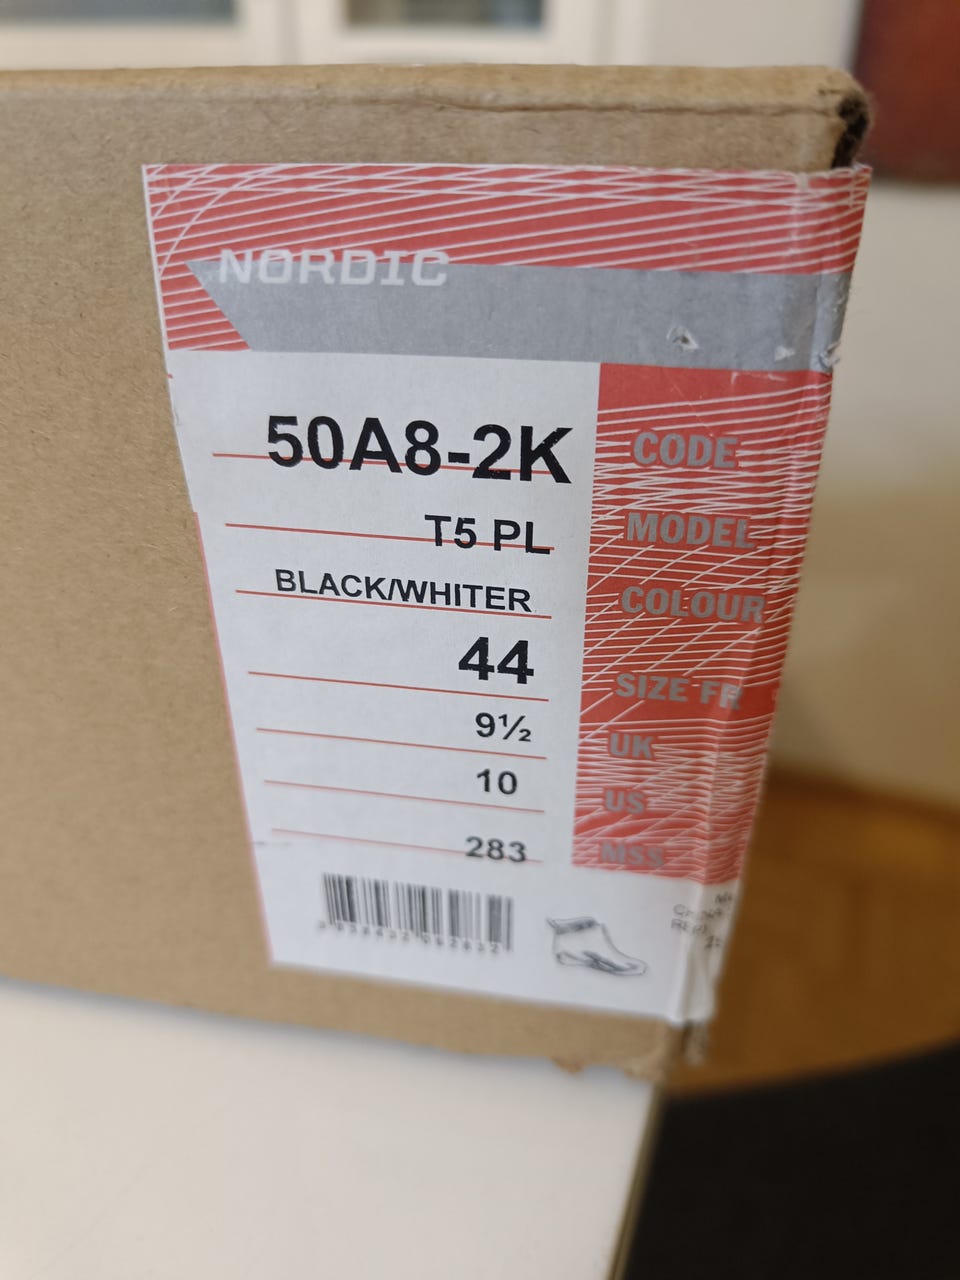 NORDIC
50A8-2K CODE
T5 PL MODEL
BLACK/WHITER COLOUR
44 SIZE FR
9½ UK
10 US
283 MSS